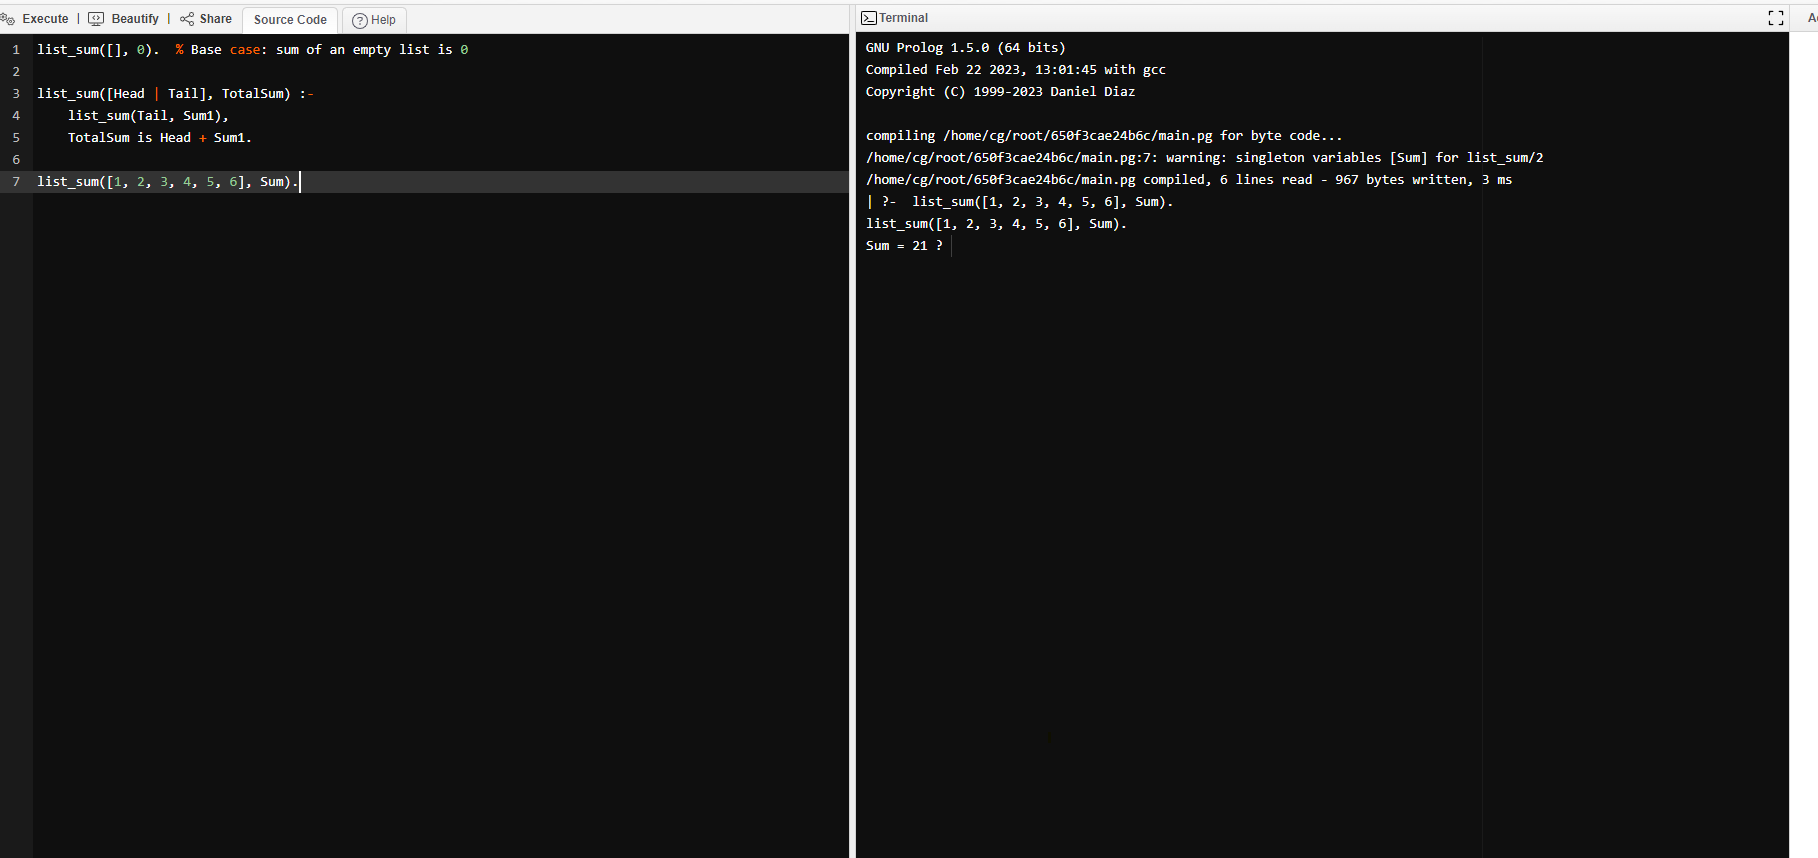 Execute | Beautify | Share Source Code Help
1 list_sum([], 0).  % Base case: sum of an empty list is 0
2
3 list_sum([Head | Tail], TotalSum) :-
4     list_sum(Tail, Sum1),
5     TotalSum is Head + Sum1.
6
7 list_sum([1, 2, 3, 4, 5, 6], Sum).
Terminal
GNU Prolog 1.5.0 (64 bits)
Compiled Feb 22 2023, 13:01:45 with gcc
Copyright (C) 1999-2023 Daniel Diaz
compiling /home/cg/root/650f3cae24b6c/main.pg for byte code...
/home/cg/root/650f3cae24b6c/main.pg:7: warning: singleton variables [Sum] for list_sum/2
/home/cg/root/650f3cae24b6c/main.pg compiled, 6 lines read - 967 bytes written, 3 ms
| ?-  list_sum([1, 2, 3, 4, 5, 6], Sum).
list_sum([1, 2, 3, 4, 5, 6], Sum).
Sum = 21 ?